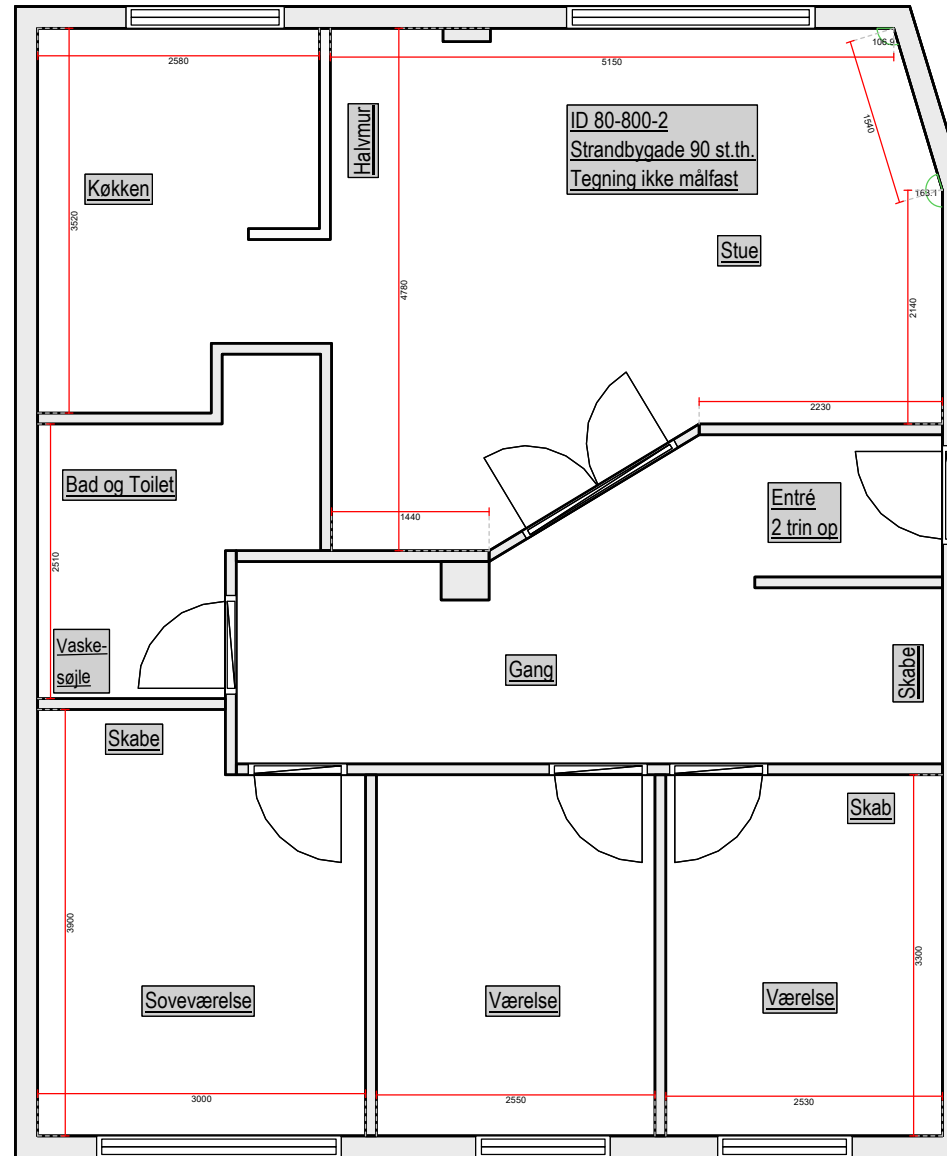 2580
5150
106.9
1540
ID 80-800-2
Strandbygade 90 st.th.
Tegning ikke målfast
Halvmur
Køkken
163.1
3520
Stue
4780
2140
2230
Bad og Toilet
1440
Entré
2 trin op
2510
Vaske-
søjle
Gang
Skabe
Skabe
Skab
3900
3300
Soveværelse
Værelse
Værelse
3000
2550
2530